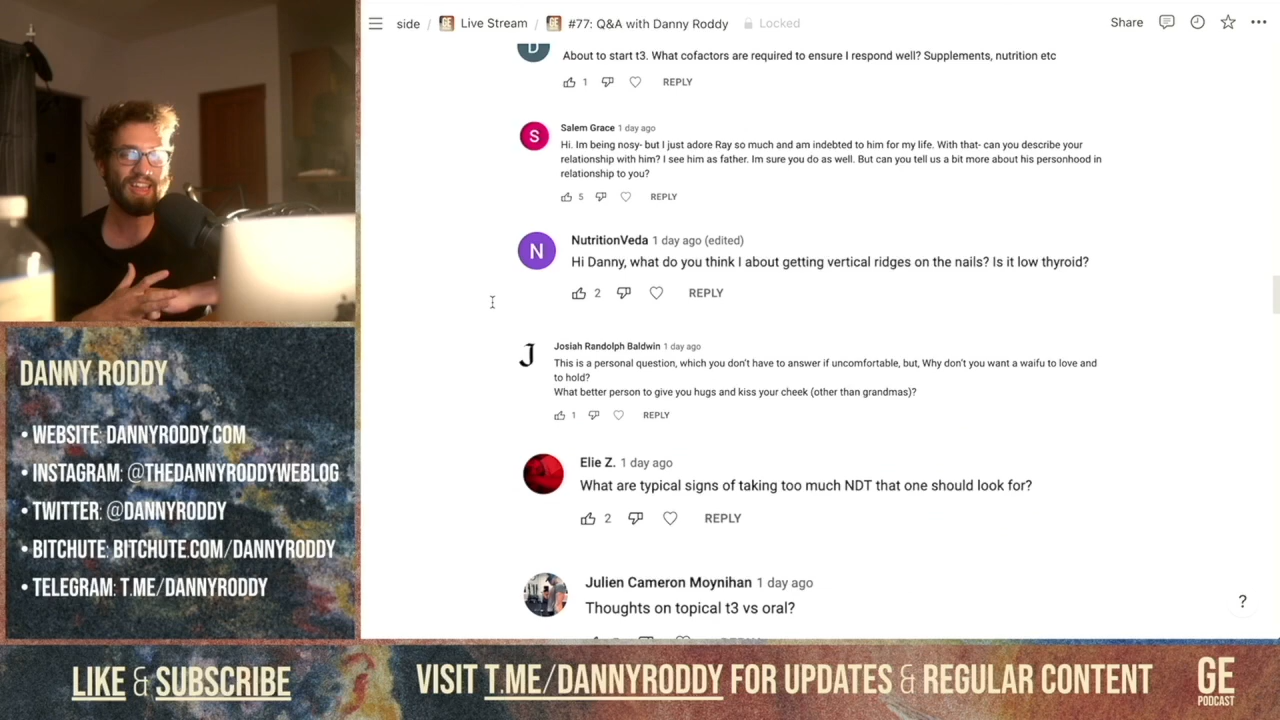 side / Live Stream / #77: Q&A with Danny Roddy Locked
Share
D
About to start t3. What cofactors are required to ensure I respond well? Supplements, nutrition etc
1 REPLY
S
Salem Grace 1 day ago
Hi. Im being nosy- but I just adore Ray so much and am indebted to him for my life. With that- can you describe your
relationship with him? I see him as father. Im sure you do as well. But can you tell us a bit more about his personhood in
relationship to you?
5 REPLY
N
NutritionVeda 1 day ago (edited)
Hi Danny, what do you think I about getting vertical ridges on the nails? Is it low thyroid?
2 REPLY
J
Josiah Randolph Baldwin 1 day ago
This is a personal question, which you don't have to answer if uncomfortable, but, Why don't you want a waifu to love and
to hold?
What better person to give you hugs and kiss your cheek (other than grandmas)?
1 REPLY
Elie Z. 1 day ago
What are typical signs of taking too much NDT that one should look for?
2 REPLY
Julien Cameron Moynihan 1 day ago
Thoughts on topical t3 vs oral?
?
DANNY RODDY
• WEBSITE: DANNYRODDY.COM
• INSTAGRAM: @THEDANNYRODDYWEBLOG
• TWITTER: @DANNYRODDY
• BITCHUTE: BITCHUTE.COM/DANNYRODDY
• TELEGRAM: T.ME/DANNYRODDY
LIKE & SUBSCRIBE
VISIT T.ME/DANNYRODDY FOR UPDATES & REGULAR CONTENT
GE
PODCAST